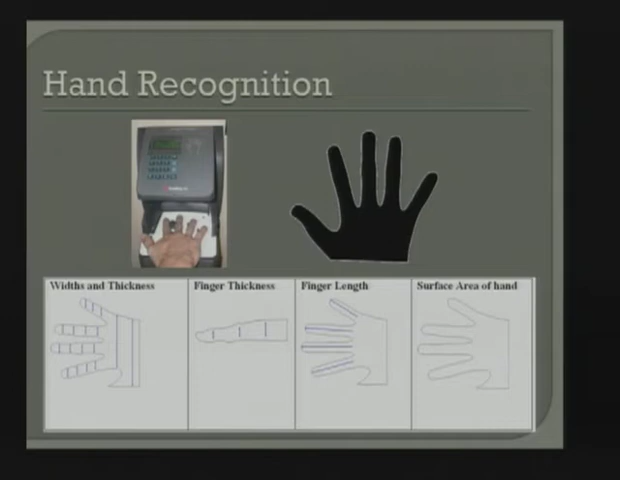 Hand Recognition
Widths and Thickness
Finger Thickness
Finger Length
Surface Area of hand